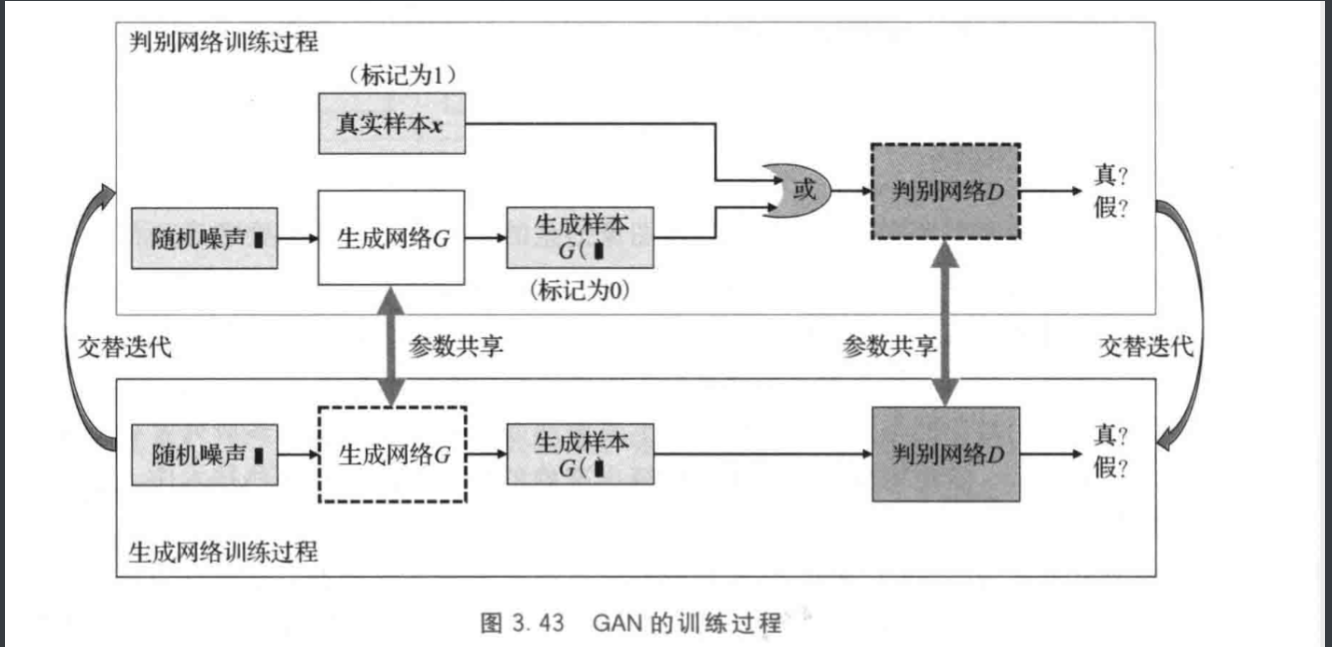 判别网络训练过程
（标记为1）
真实样本x
或
判别网络D
真?
假?
随机噪声
生成网络G
生成样本
G(
(标记为0)
交替迭代
参数共享
参数共享
交替迭代
随机噪声
生成网络G
生成样本
G(
判别网络D
真?
假?
生成网络训练过程
图 3.43 GAN 的训练过程